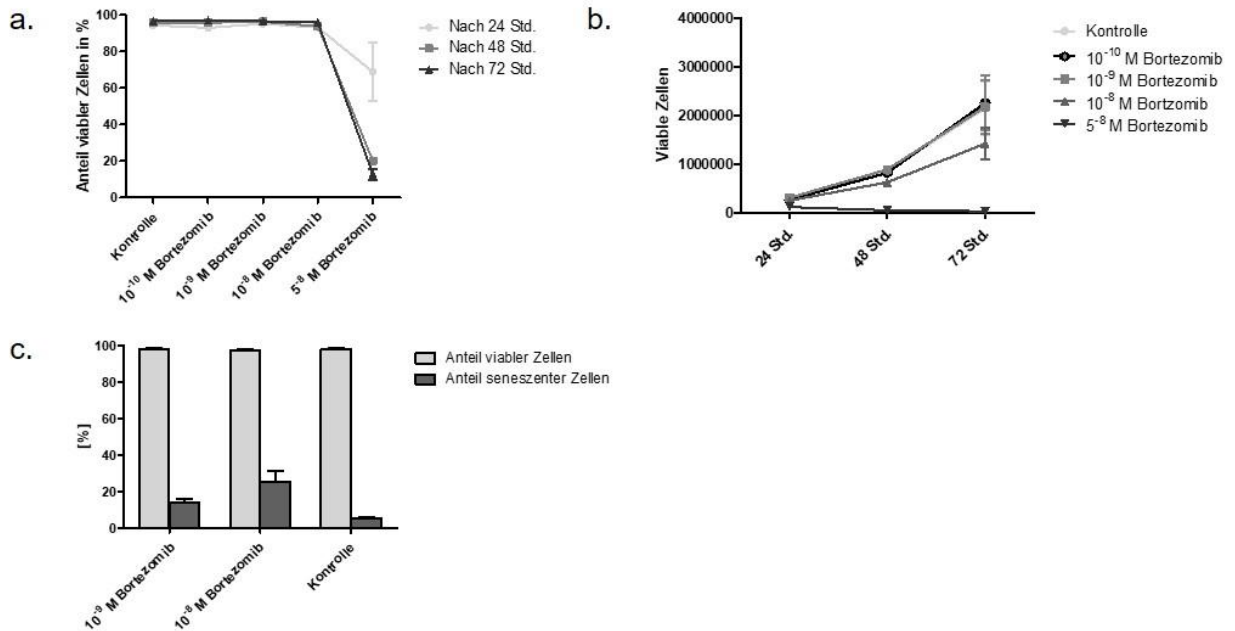 a.
Anteil viabler Zellen in %
100
80
60
40
20
0
Kontrolle
10⁻¹⁰ M Bortezomib
10⁻⁹ M Bortezomib
10⁻⁸ M Bortezomib
5⁻⁸ M Bortezomib
Nach 24 Std.
Nach 48 Std.
Nach 72 Std.
b.
Viable Zellen
4000000
3000000
2000000
1000000
0
24 Std.
48 Std.
72 Std.
Kontrolle
10⁻¹⁰ M Bortezomib
10⁻⁹ M Bortezomib
10⁻⁸ M Bortzomib
5⁻⁸ M Bortezomib
c.
[%]
100
80
60
40
20
0
10⁻⁹ M Bortezomib
10⁻⁸ M Bortezomib
Kontrolle
Anteil viabler Zellen
Anteil seneszenter Zellen